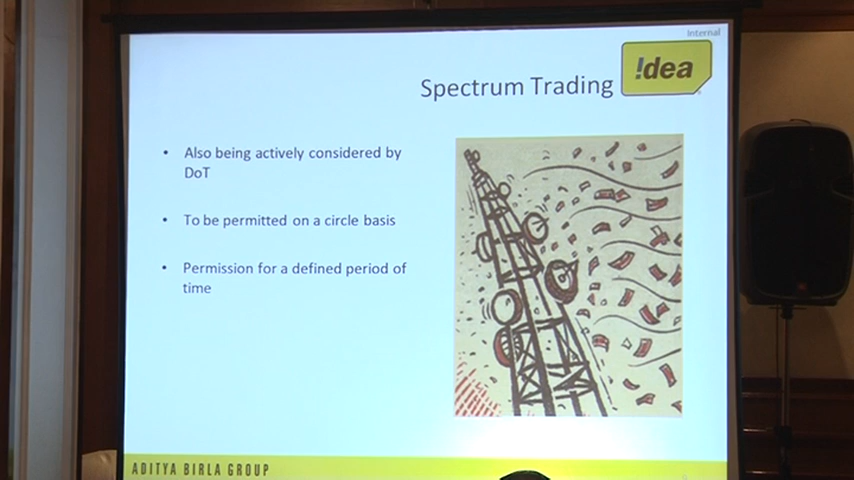 Internal
Spectrum Trading
!dea
• Also being actively considered by
DoT
• To be permitted on a circle basis
• Permission for a defined period of
time
ADITYA BIRLA GROUP